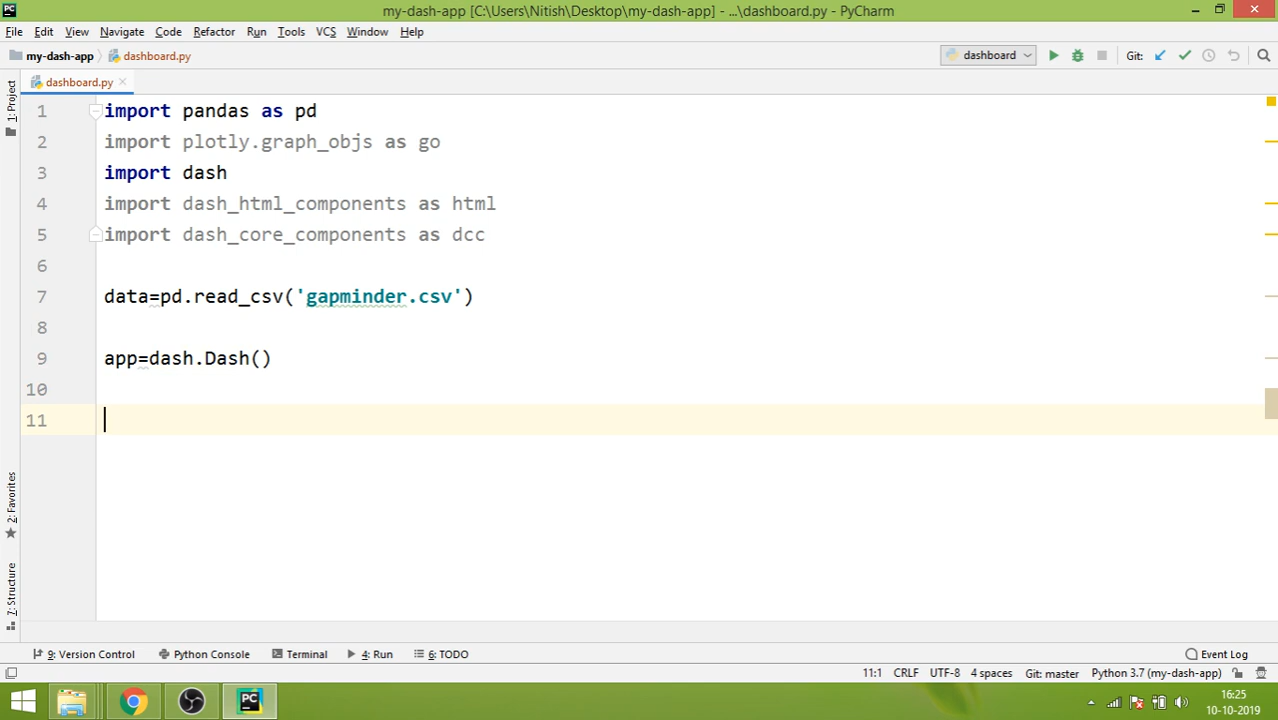 PC my-dash-app [C:\Users\Nitish\Desktop\my-dash-app] - ...\dashboard.py - PyCharm
File Edit View Navigate Code Refactor Run Tools VCS Window Help
my-dash-app dashboard.py dashboard Git:
dashboard.py
1: Project
1 import pandas as pd
2 import plotly.graph_objs as go
3 import dash
4 import dash_html_components as html
5 import dash_core_components as dcc
6
7 data=pd.read_csv('gapminder.csv')
8
9 app=dash.Dash()
10
11
2: Favorites
7: Structure
9: Version Control Python Console Terminal 4: Run 6: TODO Event Log
11:1 CRLF UTF-8 4 spaces Git: master Python 3.7 (my-dash-app)
PC
16:25
10-10-2019